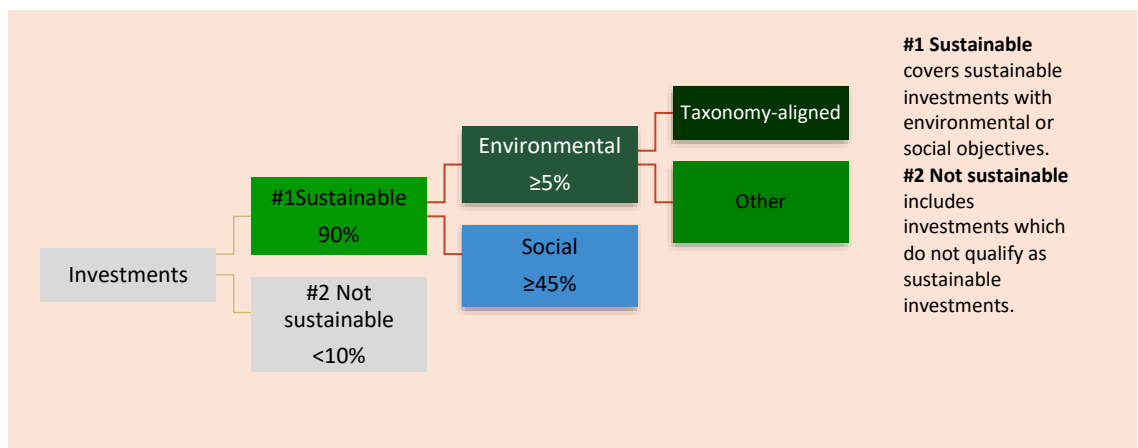 Investments
#1Sustainable
90%
#2 Not
sustainable
<10%
Environmental
≥5%
Social
≥45%
Taxonomy-aligned
Other
#1 Sustainable
covers sustainable
investments with
environmental or
social objectives.
#2 Not sustainable
includes
investments which
do not qualify as
sustainable
investments.